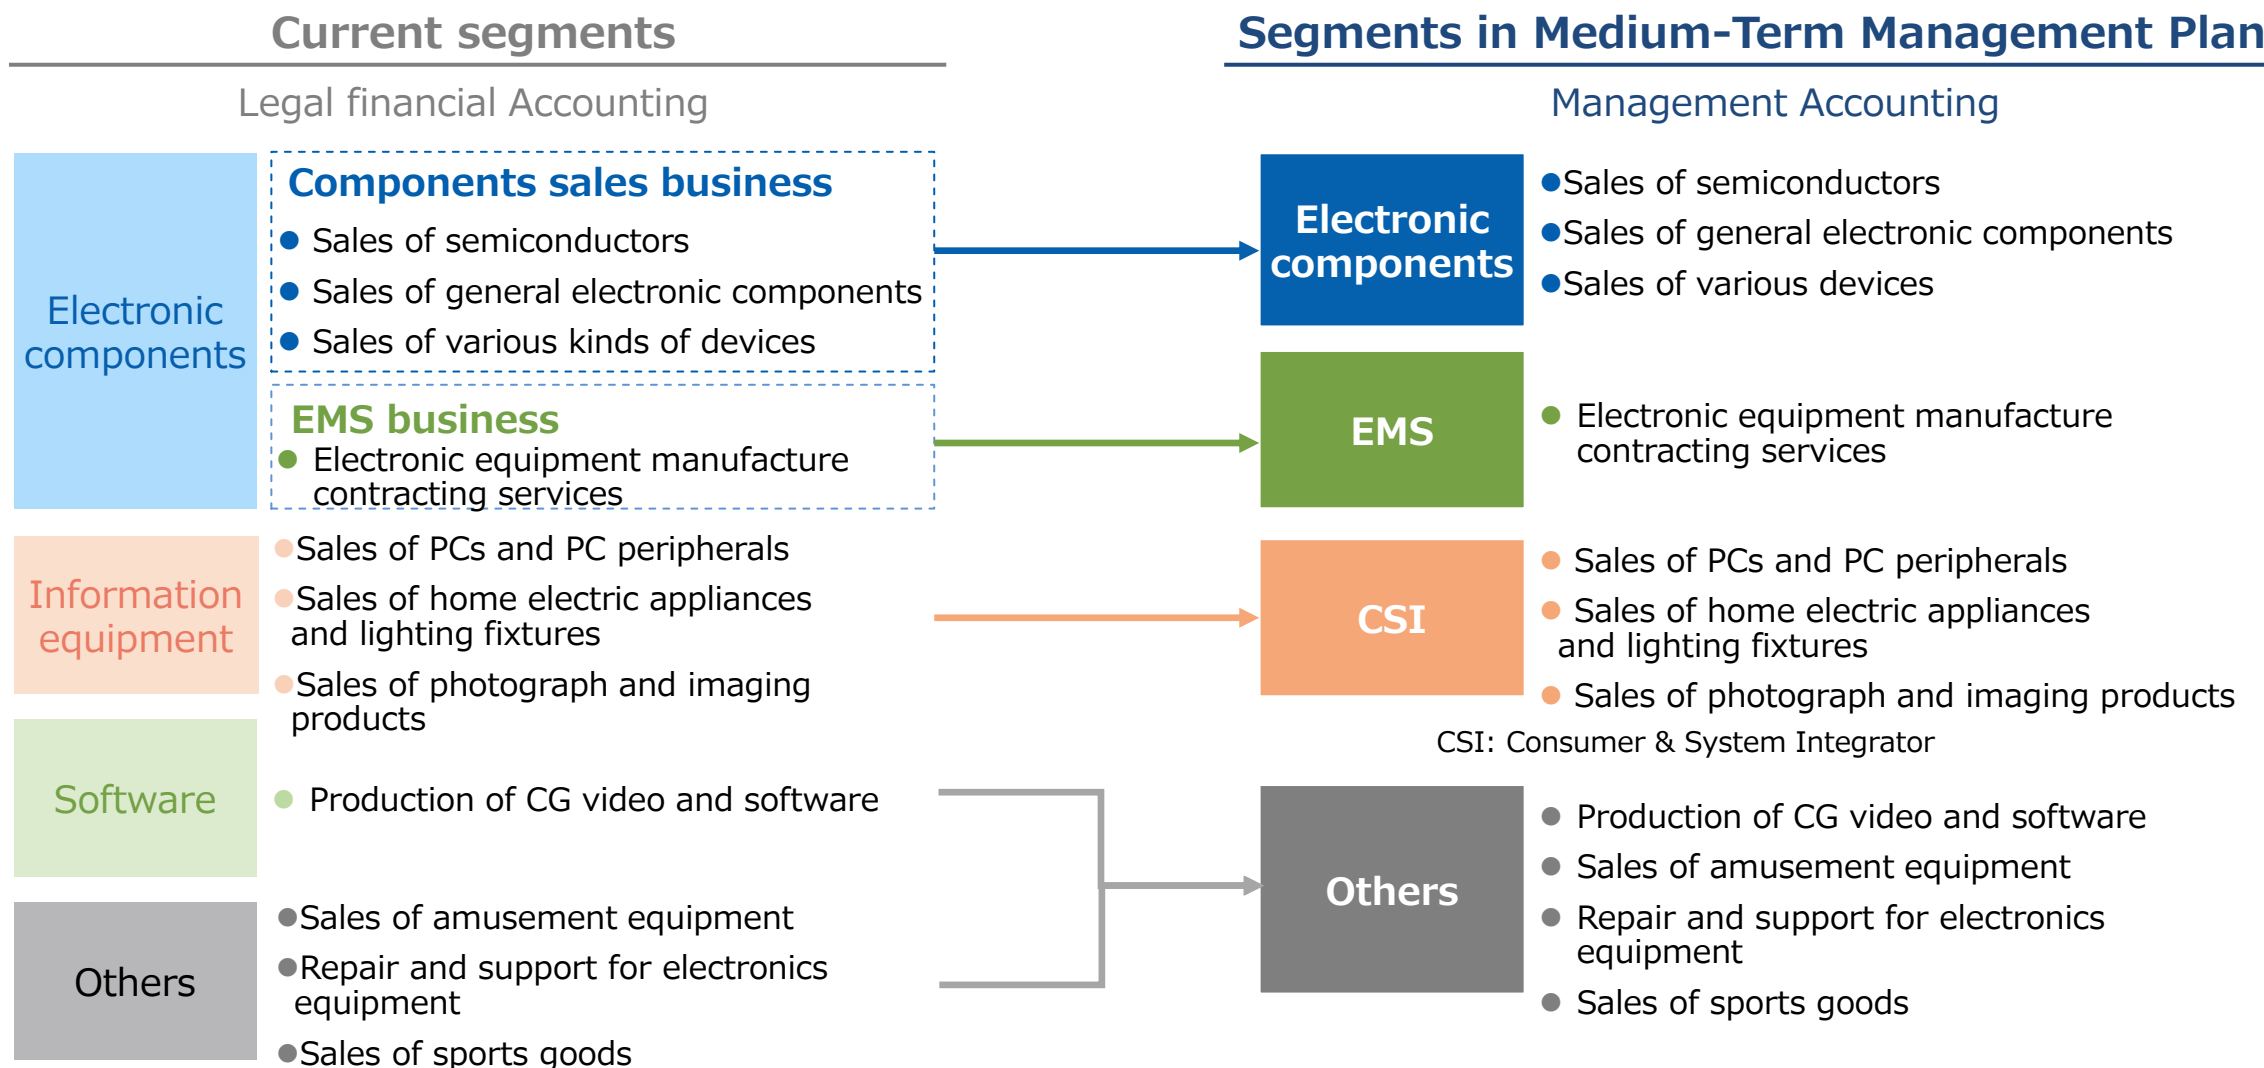 Current segments
Legal financial Accounting
Electronic
components
Components sales business
● Sales of semiconductors
● Sales of general electronic components
● Sales of various kinds of devices
EMS business
● Electronic equipment manufacture
contracting services
Information
equipment
●Sales of PCs and PC peripherals
●Sales of home electric appliances
and lighting fixtures
●Sales of photograph and imaging
products
Software
● Production of CG video and software
Others
●Sales of amusement equipment
●Repair and support for electronics
equipment
●Sales of sports goods
Segments in Medium-Term Management Plan
Management Accounting
Electronic
components
●Sales of semiconductors
●Sales of general electronic components
●Sales of various devices
EMS
● Electronic equipment manufacture
contracting services
CSI
● Sales of PCs and PC peripherals
● Sales of home electric appliances
and lighting fixtures
● Sales of photograph and imaging products
CSI: Consumer & System Integrator
Others
● Production of CG video and software
● Sales of amusement equipment
● Repair and support for electronics
equipment
● Sales of sports goods